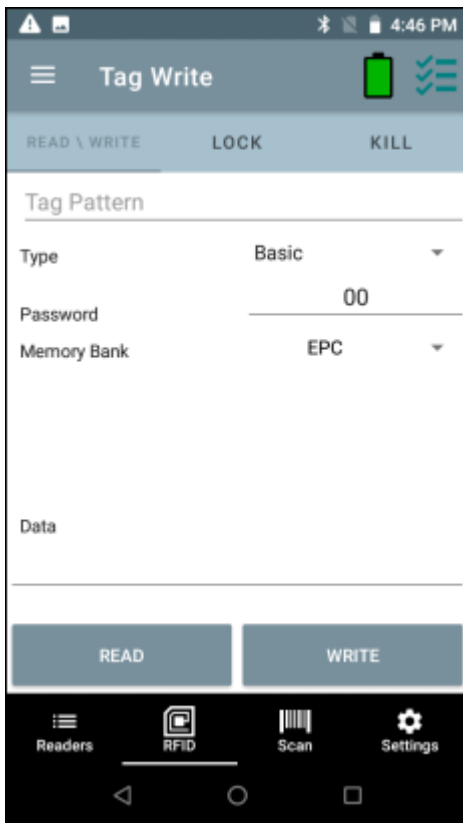 4:46 PM
Tag Write
READ \ WRITE LOCK KILL
Tag Pattern
Type Basic
Password 00
Memory Bank EPC
Data
READ WRITE
Readers RFID Scan Settings